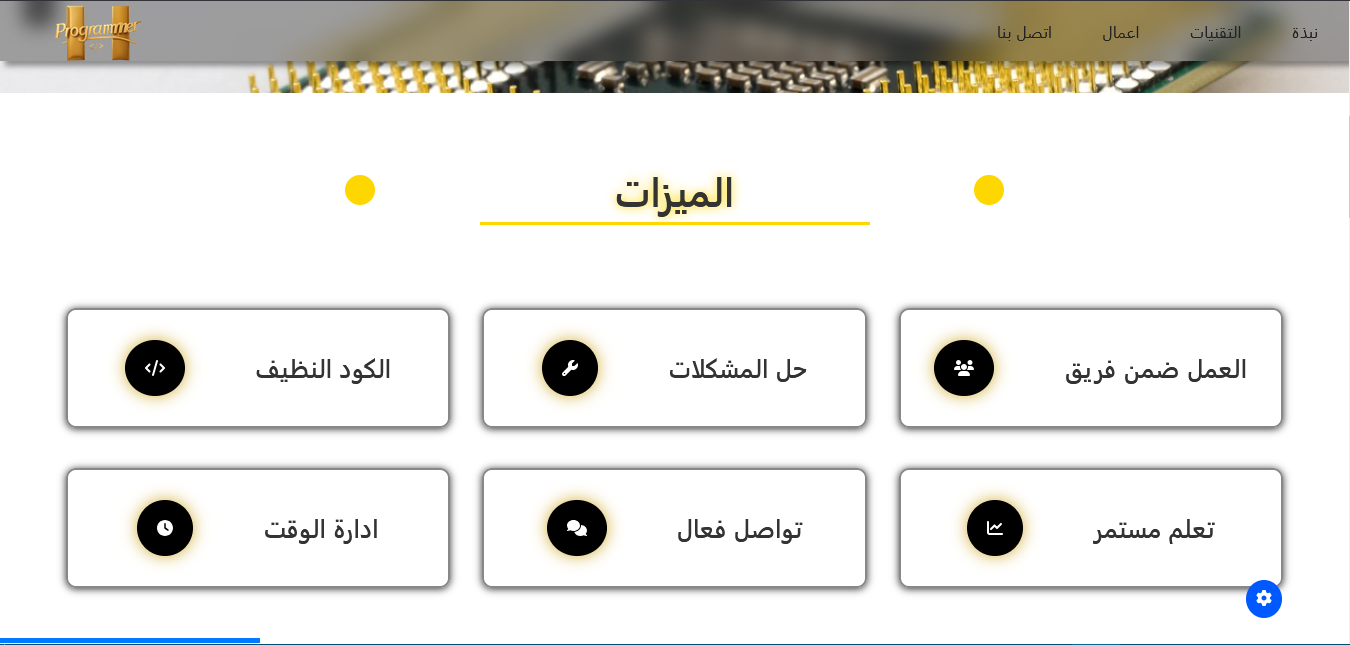 نبذة
التقنيات
اعمال
اتصل بنا
H
Programmer
</>
الميزات
العمل ضمن فريق
حل المشكلات
الكود النظيف
تعلم مستمر
تواصل فعال
ادارة الوقت